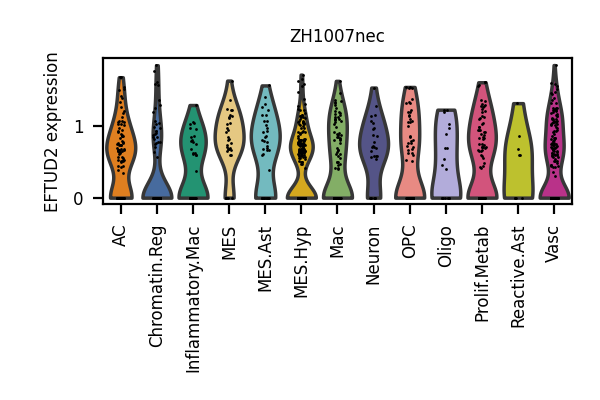 ZH1007nec
EFTUD2 expression
1
0
AC
Chromatin.Reg
Inflammatory.Mac
MES
MES.Ast
MES.Hyp
Mac
Neuron
OPC
Oligo
Prolif.Metab
Reactive.Ast
Vasc